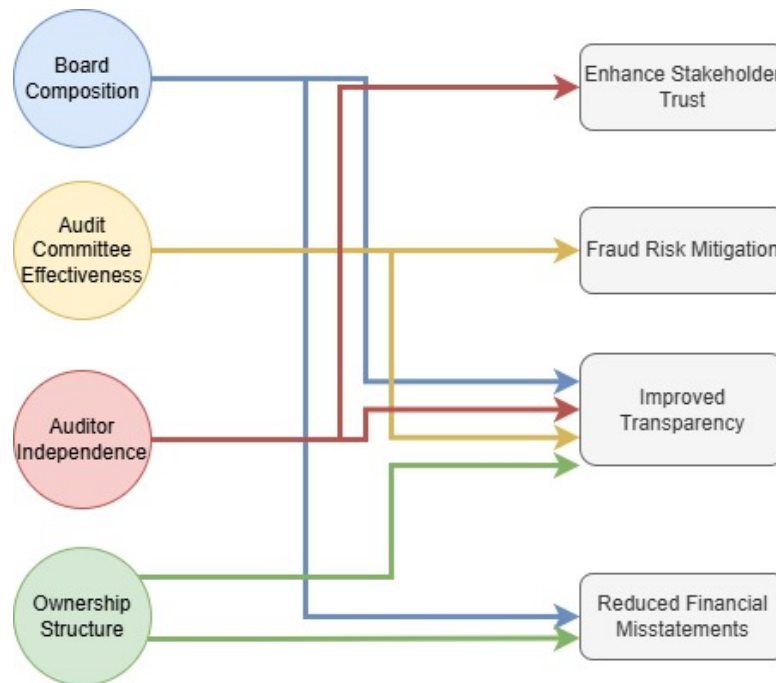 Board
Composition
Enhance Stakeholder
Trust
Audit
Committee
Effectiveness
Fraud Risk Mitigation
Auditor
Independence
Improved
Transparency
Ownership
Structure
Reduced Financial
Misstatements